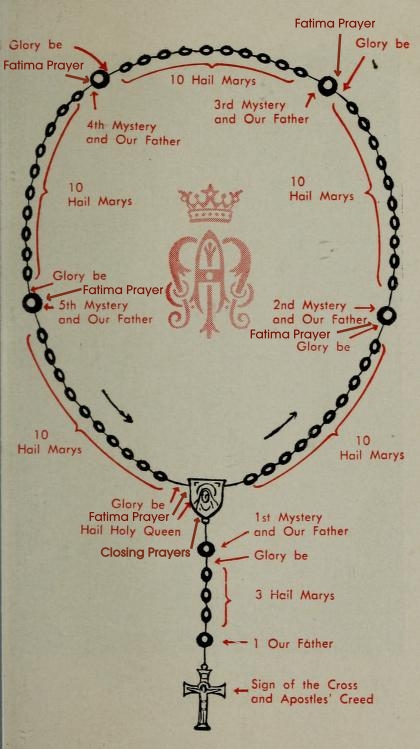 Fatima Prayer
Glory be
Glory be
Fatima Prayer
10 Hail Marys
3rd Mystery
and Our Father
4th Mystery
and Our Father
10
Hail Marys
10
Hail Marys
Glory be
Fatima Prayer
5th Mystery
and Our Father
2nd Mystery
and Our Father
Fatima Prayer
Glory be
10
Hail Marys
10
Hail Marys
Glory be
Fatima Prayer
Hail Holy Queen
Closing Prayers
1st Mystery
and Our Father
Glory be
3 Hail Marys
1 Our Father
Sign of the Cross
and Apostles' Creed